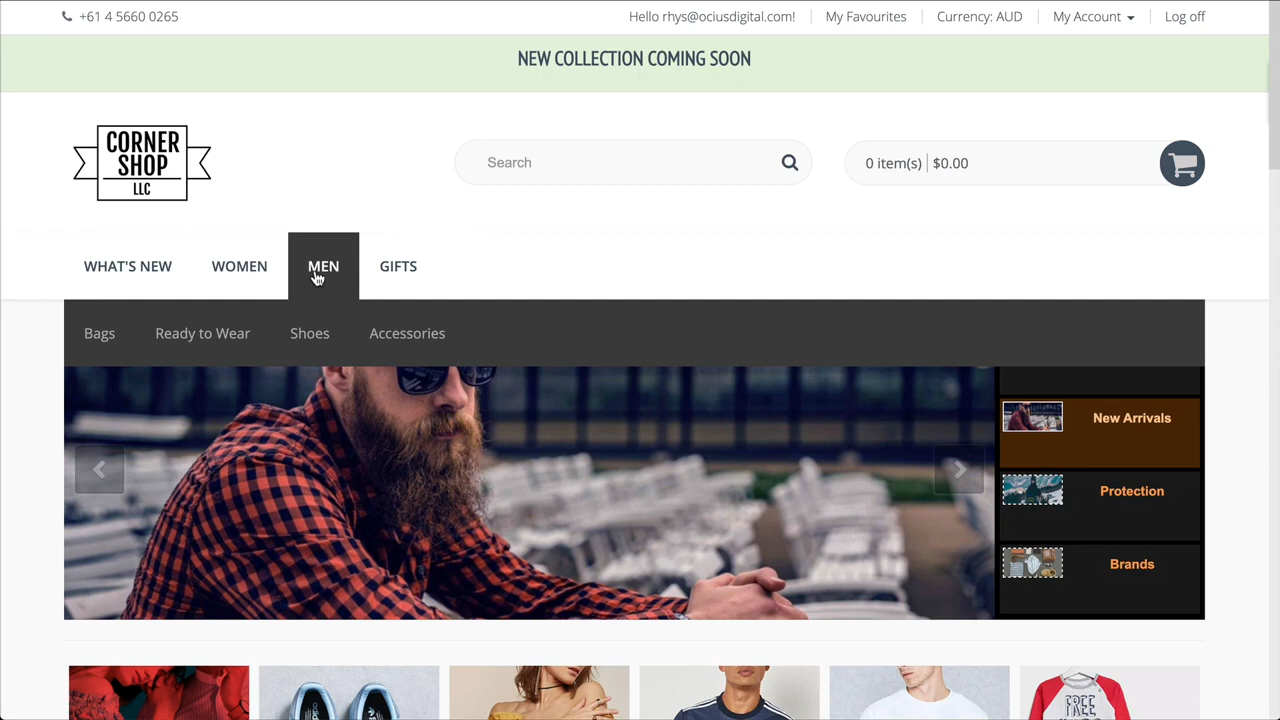 +61 4 5660 0265
Hello rhys@ociusdigital.com!
My Favourites
Currency: AUD
My Account
Log off
NEW COLLECTION COMING SOON
CORNER
SHOP
LLC
Search
0 item(s) $0.00
WHAT'S NEW
WOMEN
MEN
GIFTS
Bags
Ready to Wear
Shoes
Accessories
New Arrivals
Protection
Brands
FREE